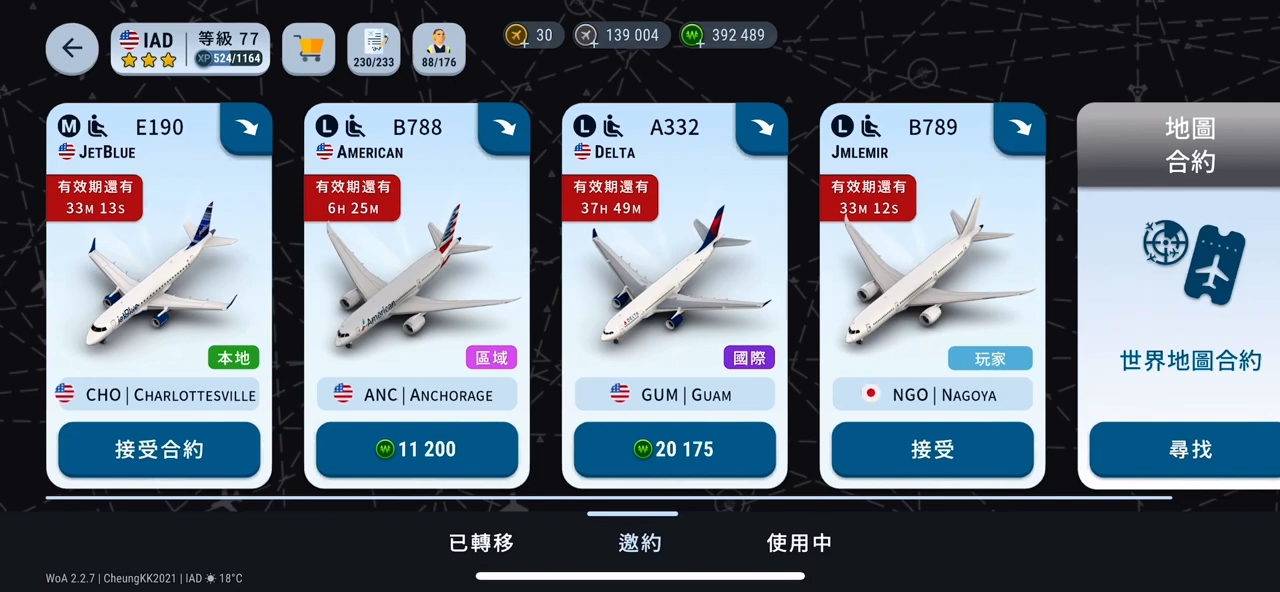 IAD
等級 77
XP 524/1164
230/233
88/176
30
139 004
392 489
M E190
JETBLUE
有效期還有
33M 13S
jetBlue
本地
CHO | CHARLOTTESVILLE
接受合約
L B788
AMERICAN
有效期還有
6H 25M
American
區域
ANC | ANCHORAGE
11 200
L A332
DELTA
有效期還有
37H 49M
DELTA
國際
GUM | GUAM
20 175
L B789
JMLEMIR
有效期還有
33M 12S
玩家
NGO | NAGOYA
接受
地圖
合約
世界地圖合約
尋找
已轉移
邀約
使用中
WoA 2.2.7 | CheungKK2021 | IAD ☀ 18°C